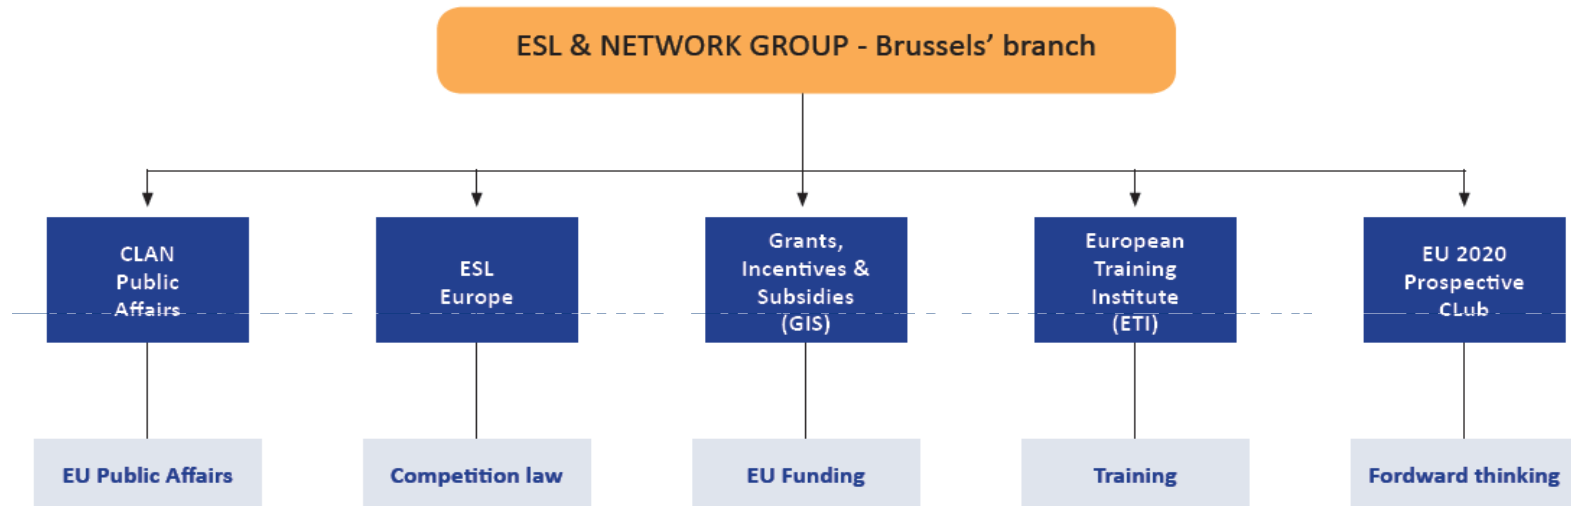 ESL & NETWORK GROUP - Brussels' branch
CLAN
Public
Affairs
ESL
Europe
Grants,
Incentives &
Subsidies
(GIS)
European
Training
Institute
(ETI)
EU 2020
Prospective
CLub
EU Public Affairs
Competition law
EU Funding
Training
Fordward thinking